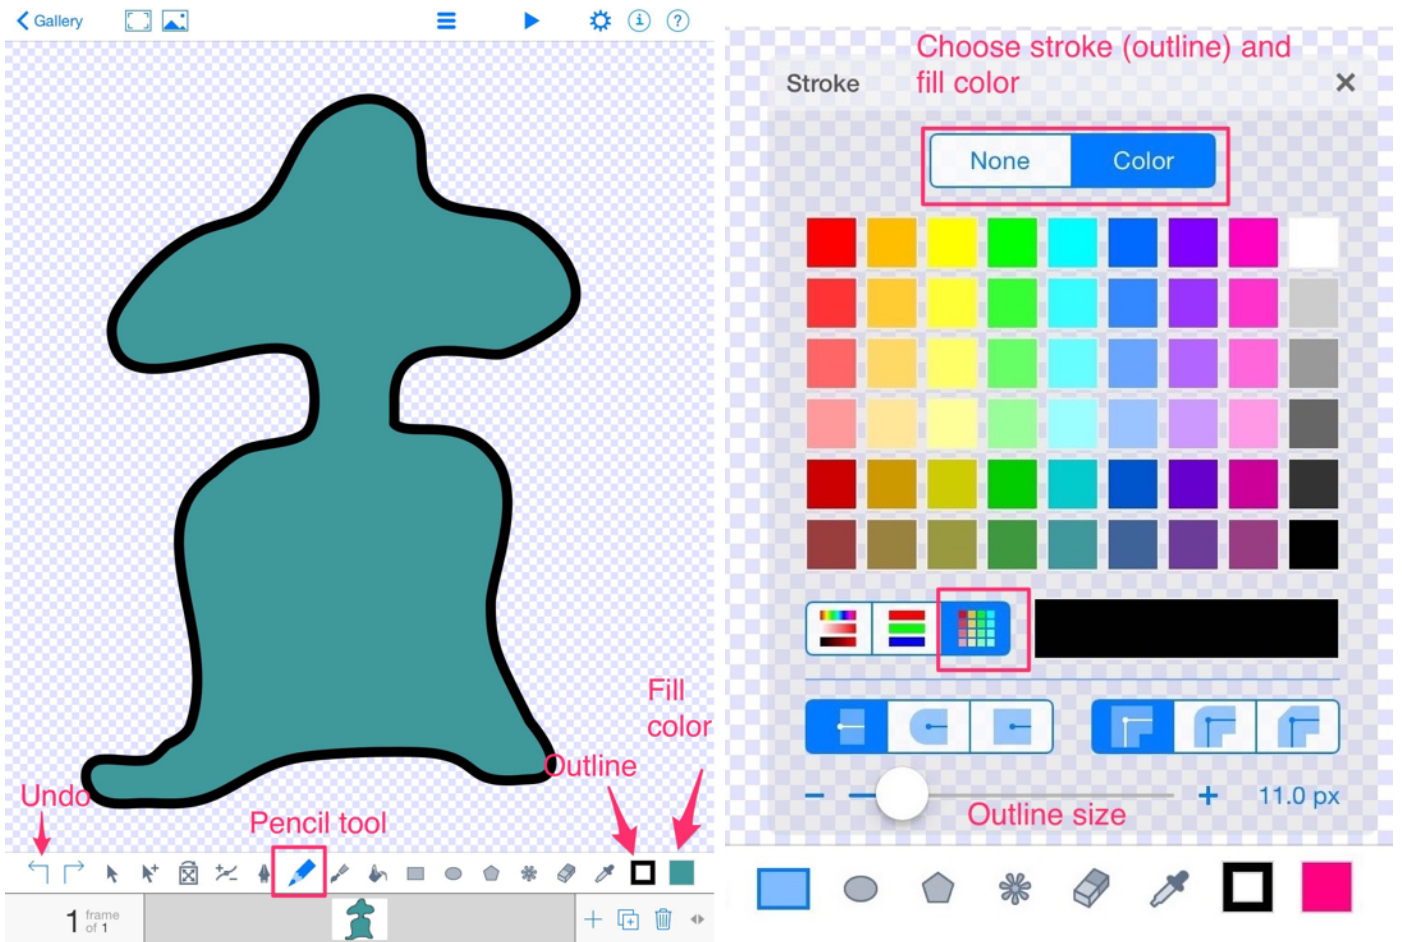 Gallery
i
?
Undo
Pencil tool
Outline
Fill
color
1 frame
of 1
Choose stroke (outline) and
fill color
Stroke
None
Color
11.0 px
Outline size